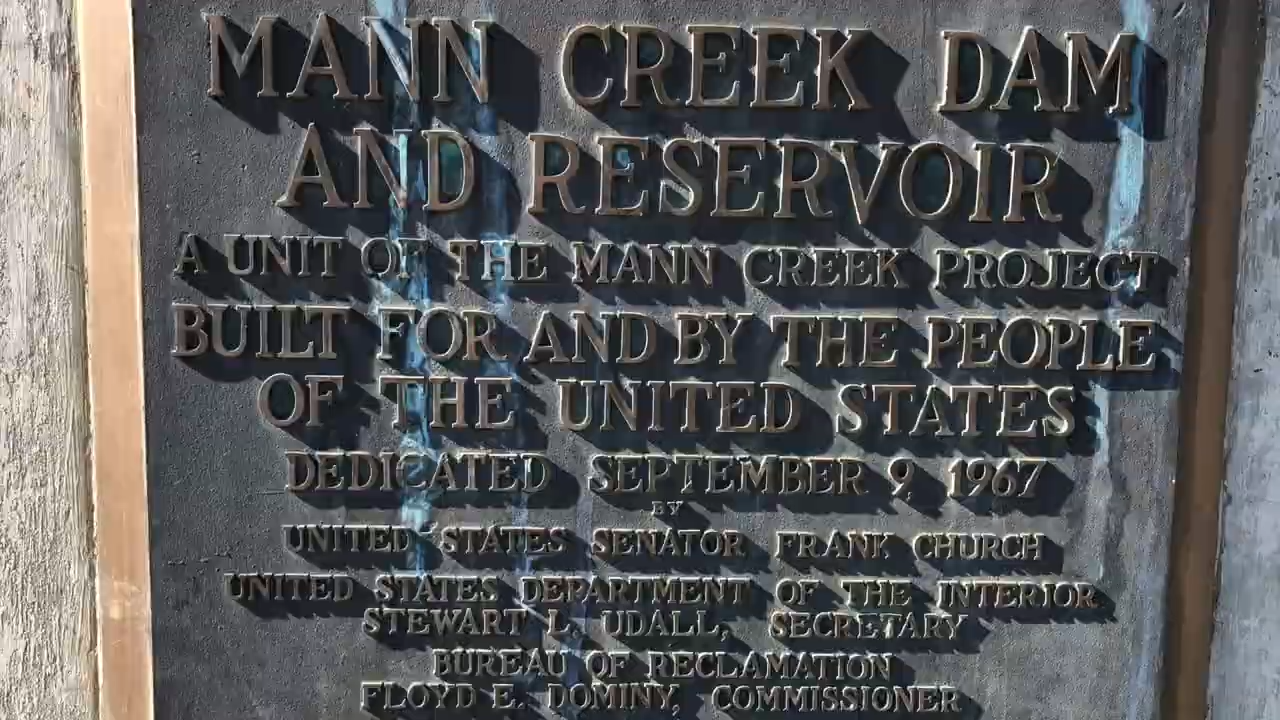 MANN CREEK DAM
AND RESERVOIR
A UNIT OF THE MANN CREEK PROJECT
BUILT FOR AND BY THE PEOPLE
OF THE UNITED STATES
DEDICATED SEPTEMBER 9, 1967
BY
UNITED STATES SENATOR FRANK CHURCH
UNITED STATES DEPARTMENT OF THE INTERIOR
STEWART L. UDALL, SECRETARY
BUREAU OF RECLAMATION
FLOYD E. DOMINY, COMMISSIONER